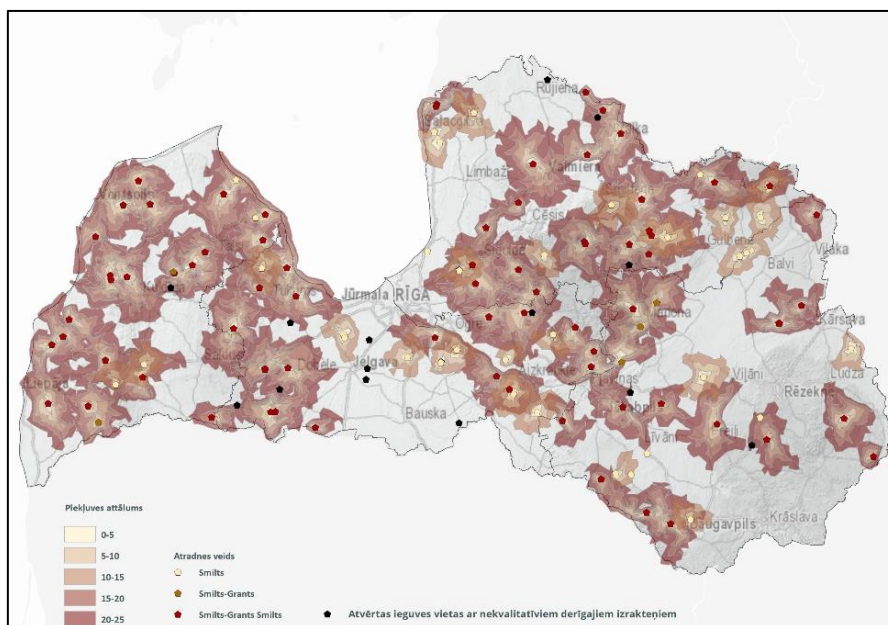 Rūjiena
Salacgrīva
Valka
Limbaži
Valmiera
Smiltene
Ventspils
Cēsis
Talsi
Gulbene
Viļaka
Sigulda
Balvi
Kuldīga
Tukums
Jūrmala
RĪGA
Ogre
Madona
Kārsava
Saldus
Dobele
Jelgava
Aizkraukle
Pļaviņas
Viļāni
Ludza
Rēzekne
Liepāja
Bauska
Līvāni
Preiļi
Daugavpils
Krāslava
Piekļuves attālums
0-5
5-10
10-15
15-20
20-25
Atradnes veids
Smilts
Smilts-Grants
Smilts-Grants Smilts
Atvērtas ieguves vietas ar nekvalitatīviem derīgajiem izrakteņiem